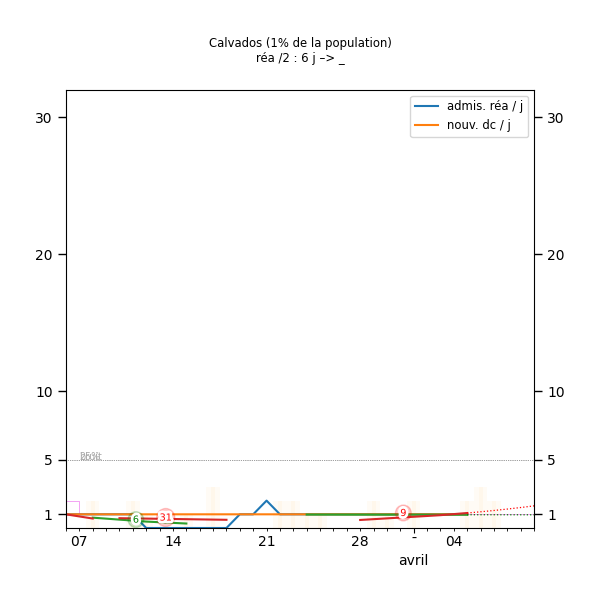 Calvados (1% de la population)
réa /2 : 6 j –> _
admis. réa / j
nouv. dc / j
30 30
20 20
10 10
5 5
1 1
6 31 9
07 14 21 28 - 04
avril